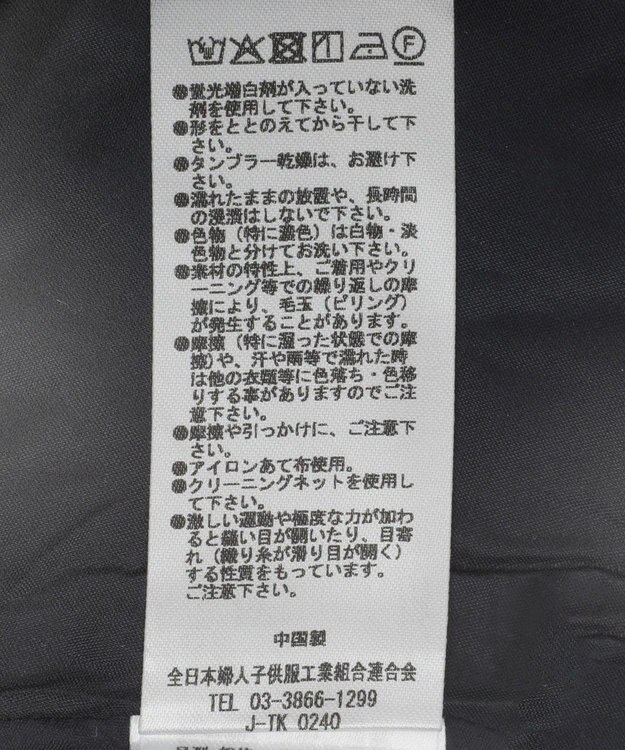 ●蛍光増白剤が入っていない洗
剤を使用して下さい。
●形をととのえてから干して下
さい。
●タンブラー乾燥は、お避け下
さい。
●濡れたままの放置や、長時間
の浸漬はしないで下さい。
●色物（特に濃色）は白物・淡
色物と分けてお洗い下さい。
●素材の特性上、ご着用やクリ
ーニング等での繰り返しの摩
擦により、毛玉（ピリング）
が発生することがあります。
●摩擦（特に湿った状態での摩
擦）や、汗や雨等で濡れた時
は他の衣類等に色落ち・色移
りする事がありますのでご注
意下さい。
●摩擦や引っかけに、ご注意下
さい。
●アイロンあて布使用。
●クリーニングネットを使用し
て下さい。
●激しい運動や極度な力が加わ
ると縫い目が開いたり、目寄
れ（織り糸が滑り目が開く）
する性質をもっています。
ご注意下さい。
中国製
全日本婦人子供服工業組合連合会
TEL 03-3866-1299
J-TK 0240